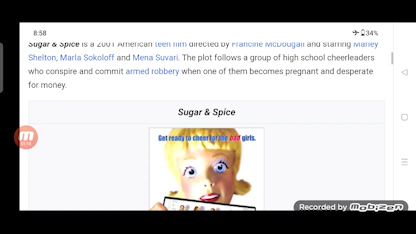 8:58
34%
Sugar & Spice is a 2001 American teen film directed by Francine McDougall and starring Marley
Shelton, Marla Sokoloff and Mena Suvari. The plot follows a group of high school cheerleaders
who conspire and commit armed robbery when one of them becomes pregnant and desperate
for money.
Sugar & Spice
Get ready to cheer for the bad girls.
Recorded by Mobizen